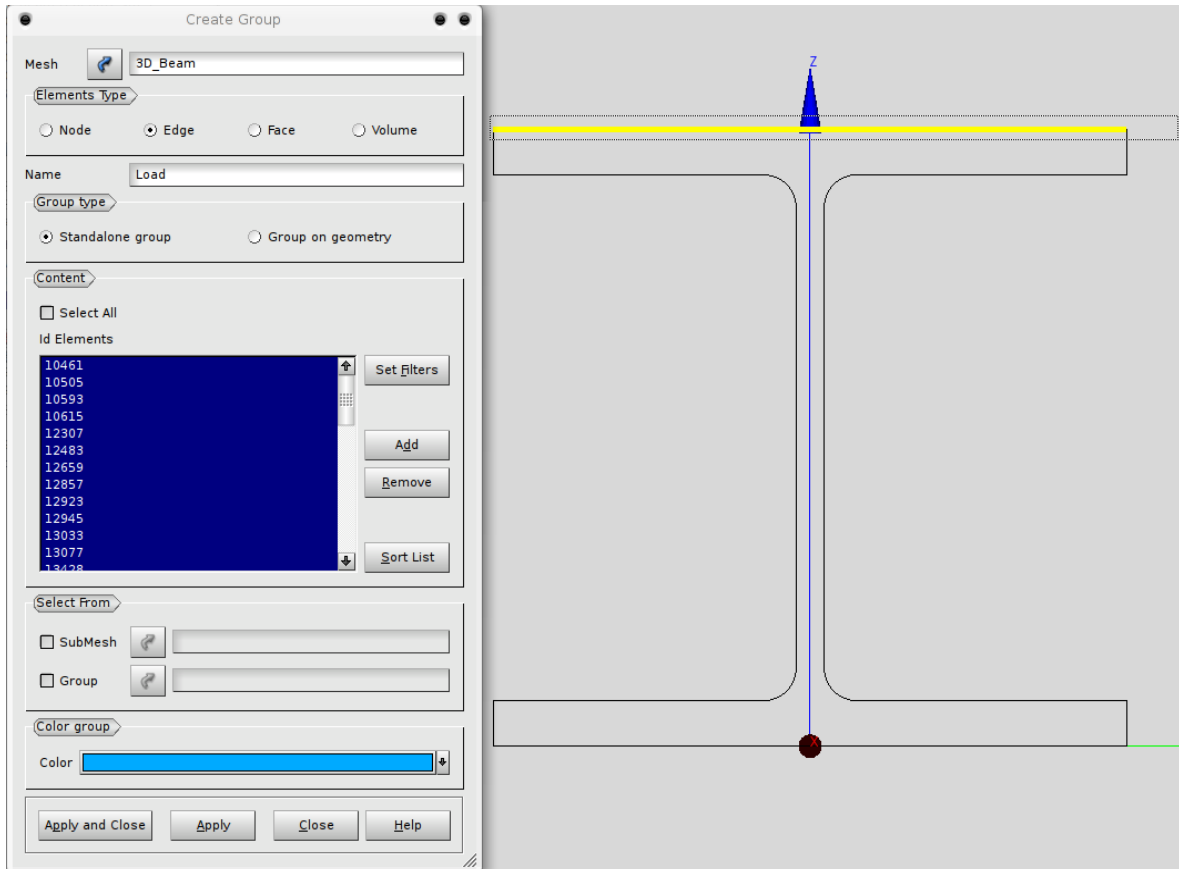 Create Group
Mesh 3D_Beam
Elements Type
Node Edge Face Volume
Name Load
Group type
Standalone group Group on geometry
Content
Select All
Id Elements
10461
10505
10593
10615
12307
12483
12659
12857
12923
12945
13033
13077
13428
Set Filters
Add
Remove
Sort List
Select From
SubMesh
Group
Color group
Color
Apply and Close Apply Close Help
Z
X